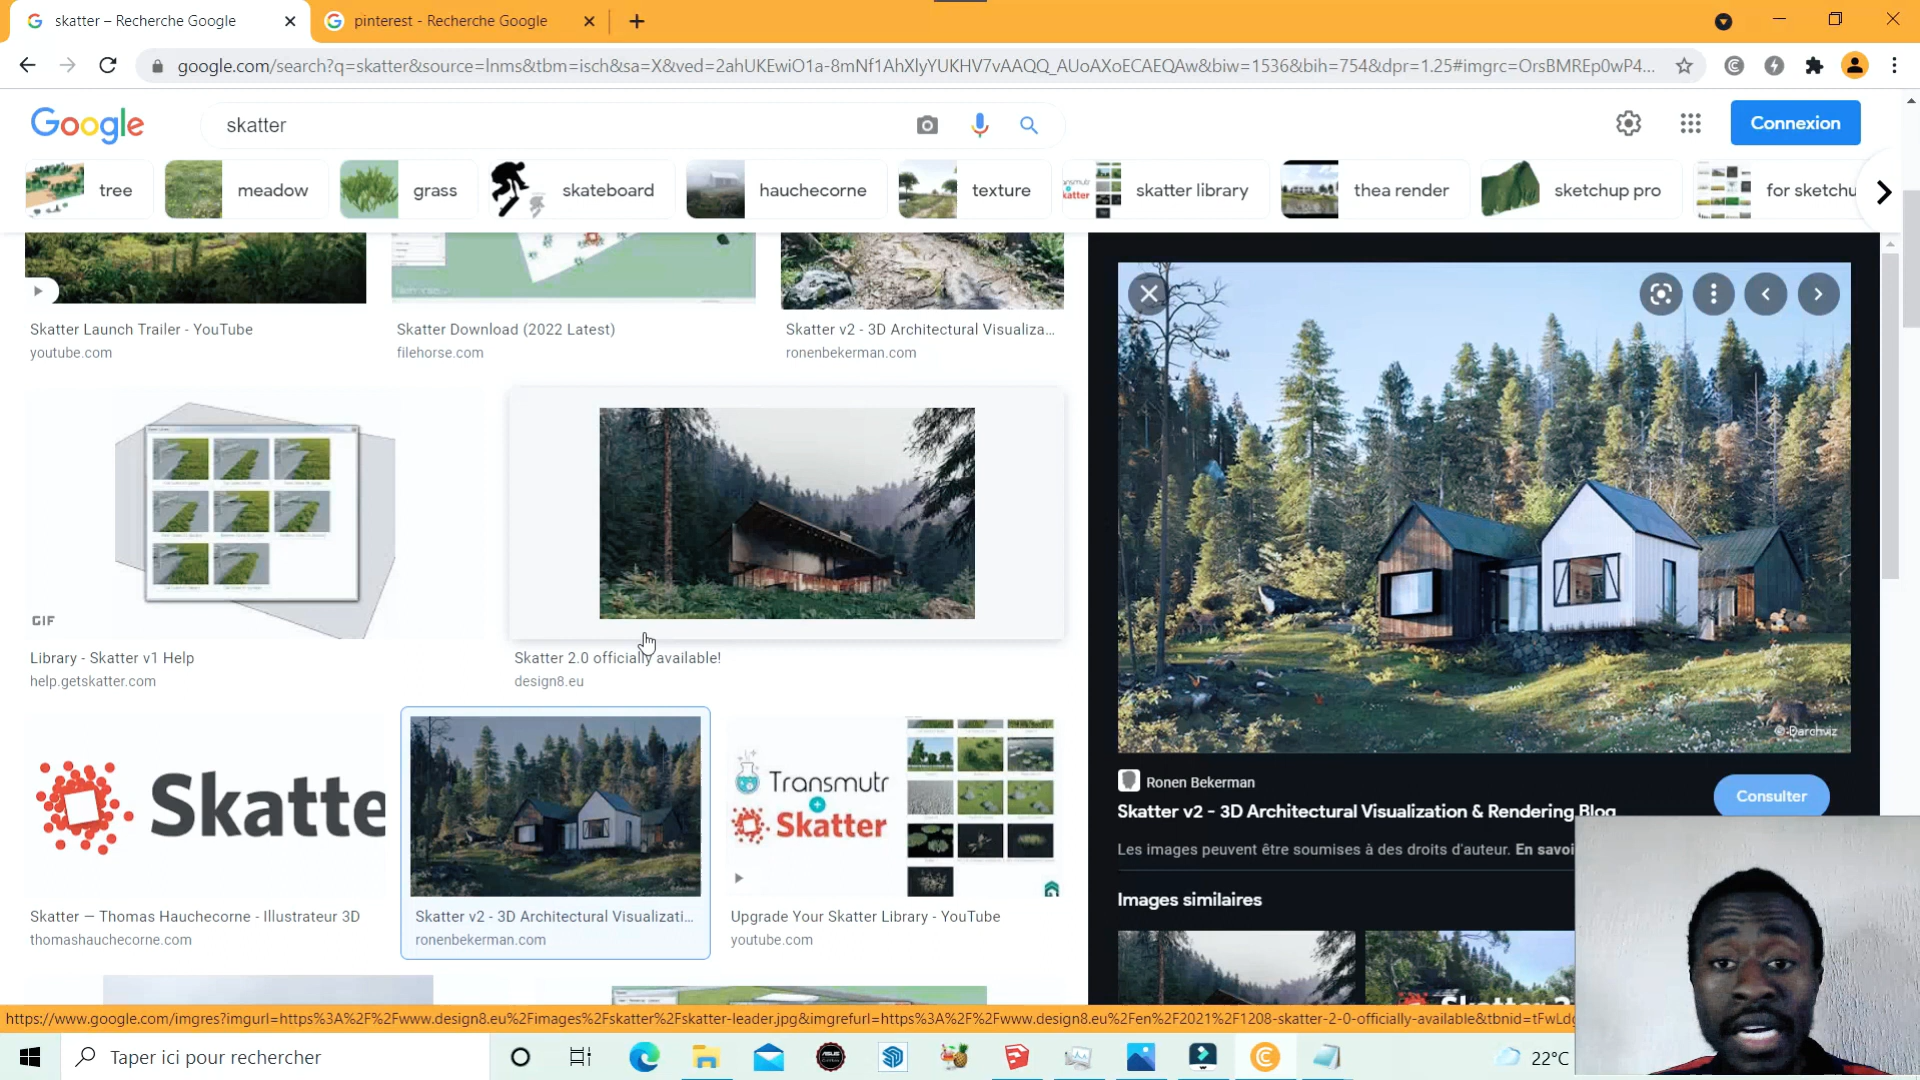 skatter – Recherche Google
pinterest - Recherche Google
google.com/search?q=skatter&source=lnms&tbm=isch&sa=X&ved=2ahUKEwiO1a-8mNf1AhXlyYUKHV7vAAQQ_AUoAXoECAEQAw&biw=1536&bih=754&dpr=1.25#imgrc=OrsBMREp0wP4...
Google
skatter
Connexion
tree
meadow
grass
skateboard
hauchecorne
texture
skatter library
thea render
sketchup pro
for sketchu
Skatter Launch Trailer - YouTube
youtube.com
Skatter Download (2022 Latest)
filehorse.com
Skatter v2 - 3D Architectural Visualiza...
ronenbekerman.com
GIF
Library - Skatter v1 Help
help.getskatter.com
Skatter 2.0 officially available!
design8.eu
Skatte
Skatter — Thomas Hauchecorne - Illustrateur 3D
thomashauchecorne.com
Skatter v2 - 3D Architectural Visualizati...
ronenbekerman.com
Transmutr
Skatter
Upgrade Your Skatter Library - YouTube
youtube.com
© Darchviz
Ronen Bekerman
Consulter
Skatter v2 - 3D Architectural Visualization & Rendering Blog
Les images peuvent être soumises à des droits d'auteur. En savoi
Images similaires
https://www.google.com/imgres?imgurl=https%3A%2F%2Fwww.design8.eu%2Fimages%2Fskatter%2Fskatter-leader.jpg&imgrefurl=https%3A%2F%2Fwww.design8.eu%2Fen%2F2021%2F1208-skatter-2-0-officially-available&tbnid=tFwLdg
Taper ici pour rechercher
22°C